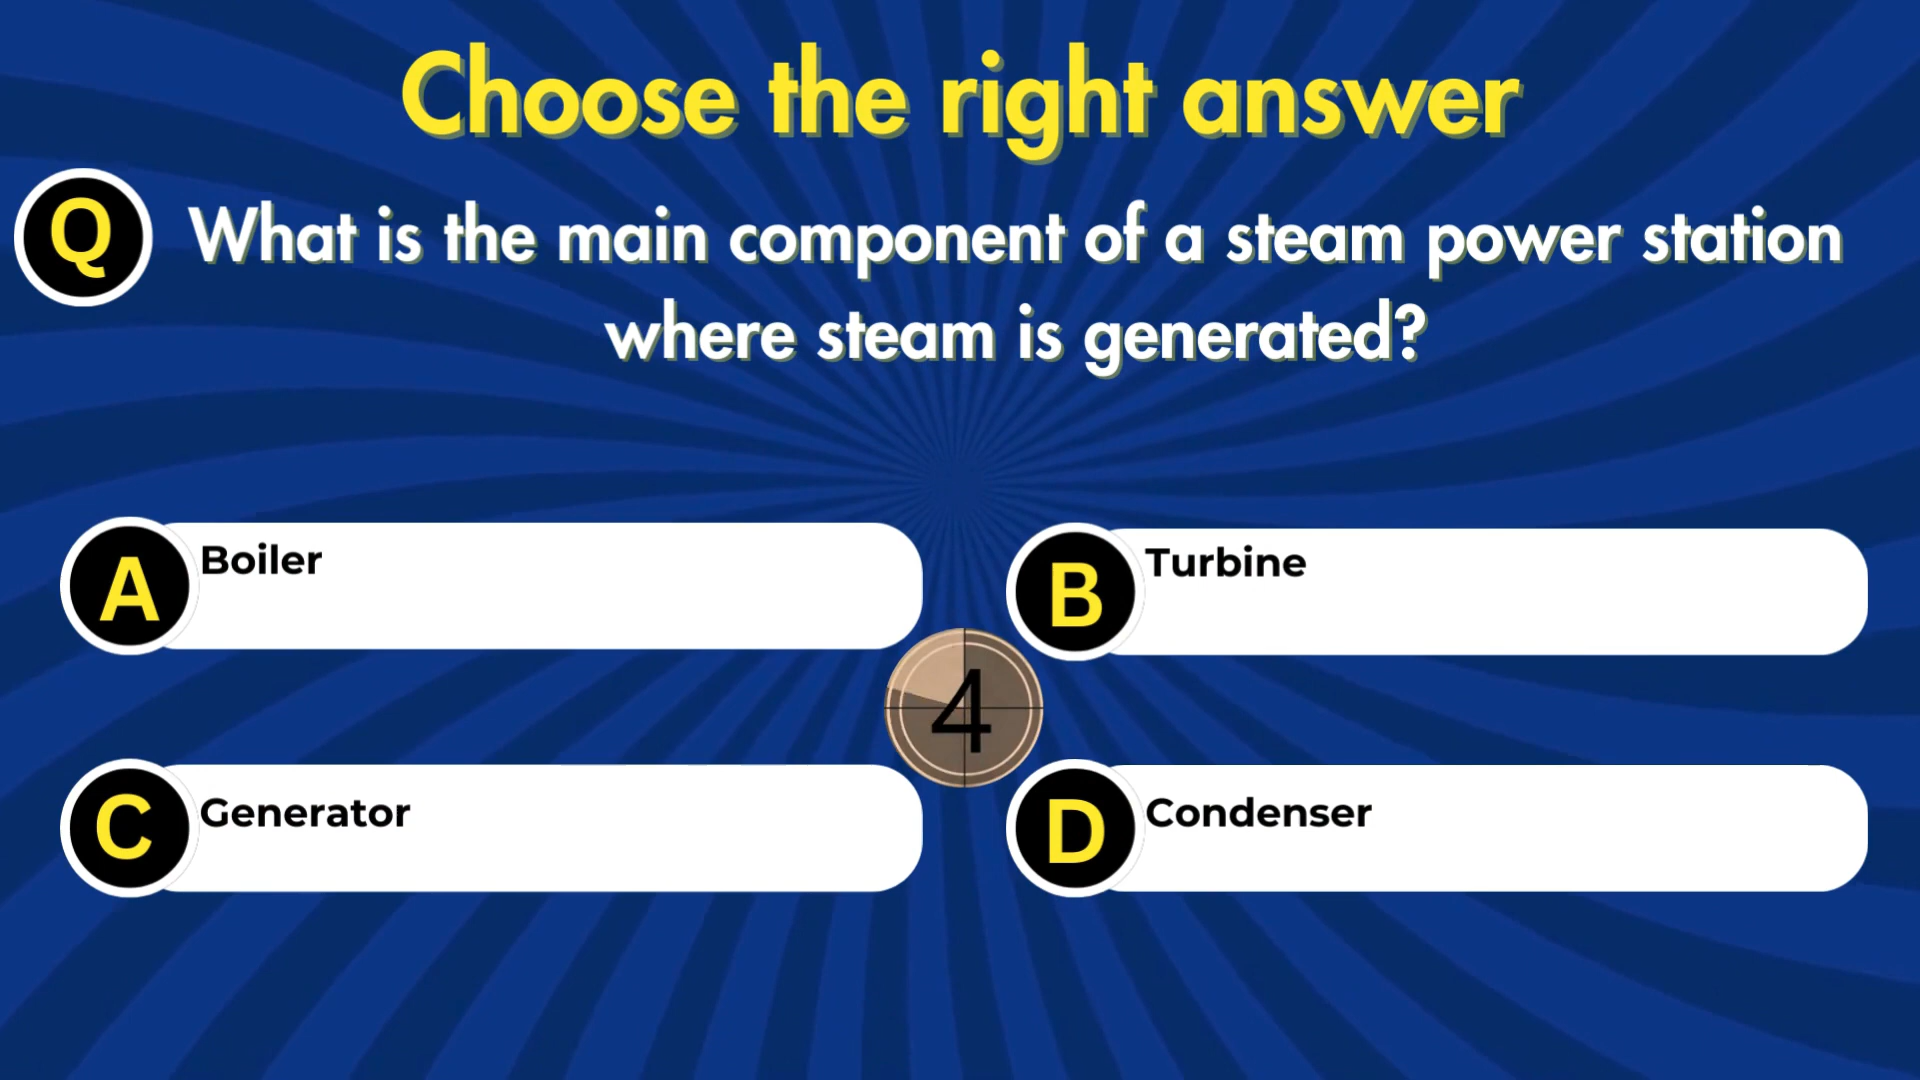 Choose the right answer
Q
What is the main component of a steam power station
where steam is generated?
A
Boiler
B
Turbine
4
C
Generator
D
Condenser